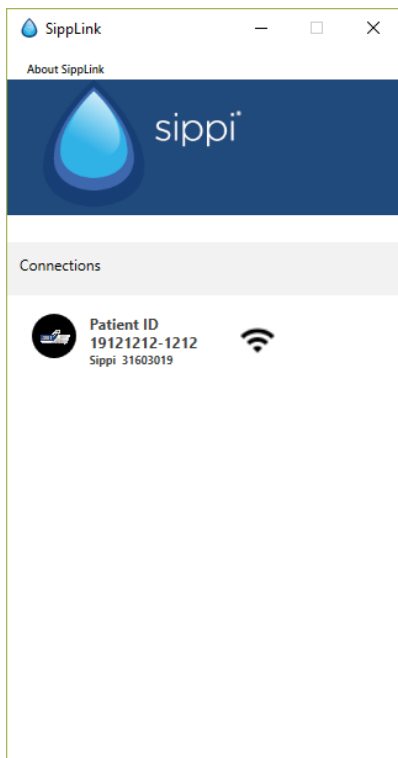 SippLink
About SippLink
sippi®
Connections
Patient ID
19121212-1212
Sippi 31603019